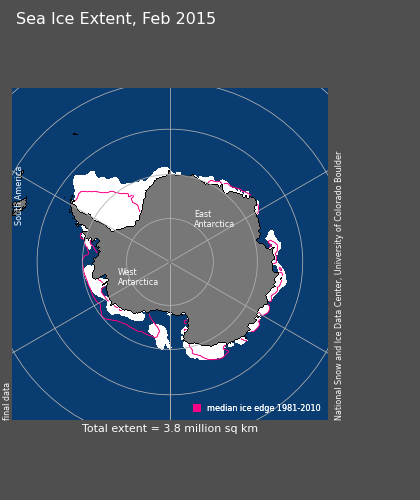 Sea Ice Extent, Feb 2015
South America
East
Antarctica
West
Antarctica
National Snow and Ice Data Center, University of Colorado Boulder
final data
median ice edge 1981-2010
Total extent = 3.8 million sq km